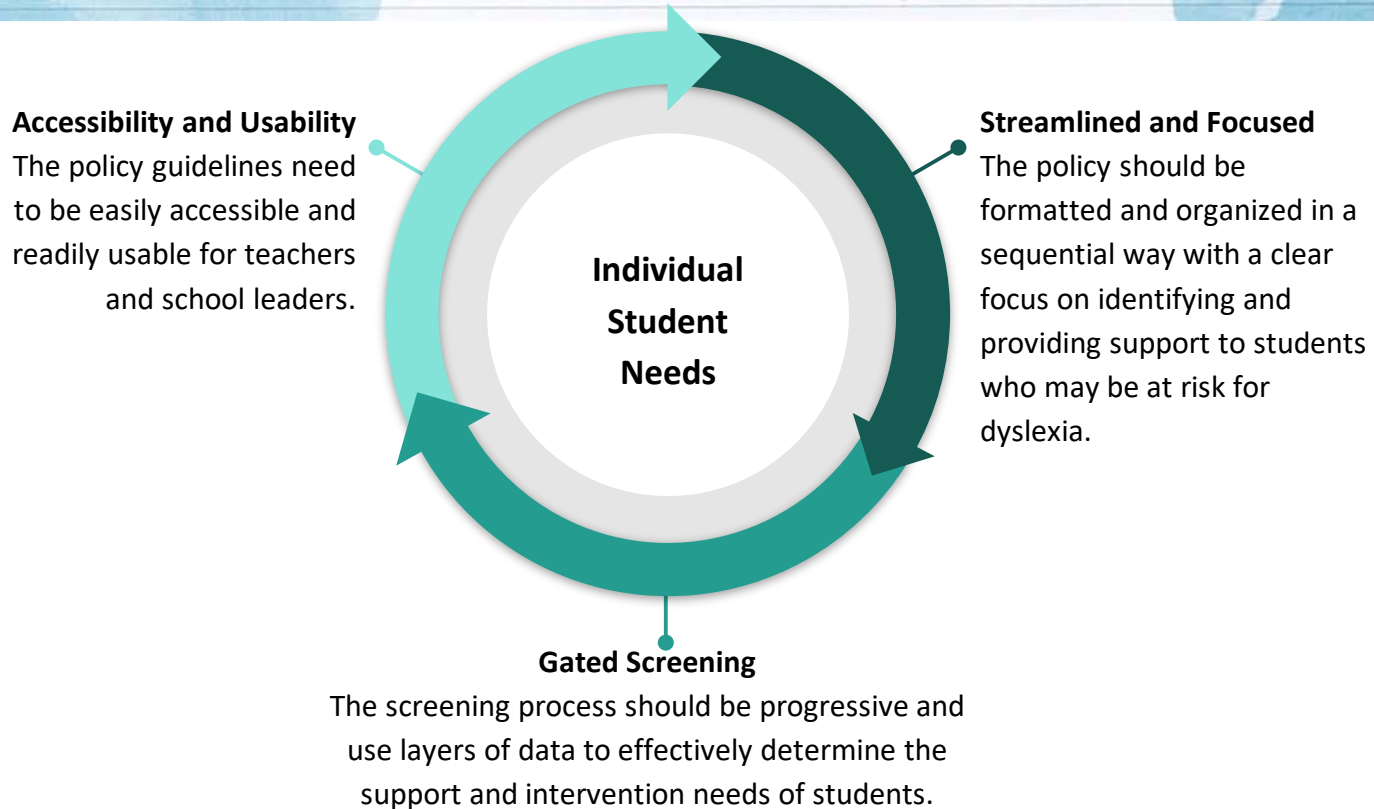 Accessibility and Usability
The policy guidelines need
to be easily accessible and
readily usable for teachers
and school leaders.
Individual
Student
Needs
Streamlined and Focused
The policy should be
formatted and organized in a
sequential way with a clear
focus on identifying and
providing support to students
who may be at risk for
dyslexia.
Gated Screening
The screening process should be progressive and
use layers of data to effectively determine the
support and intervention needs of students.